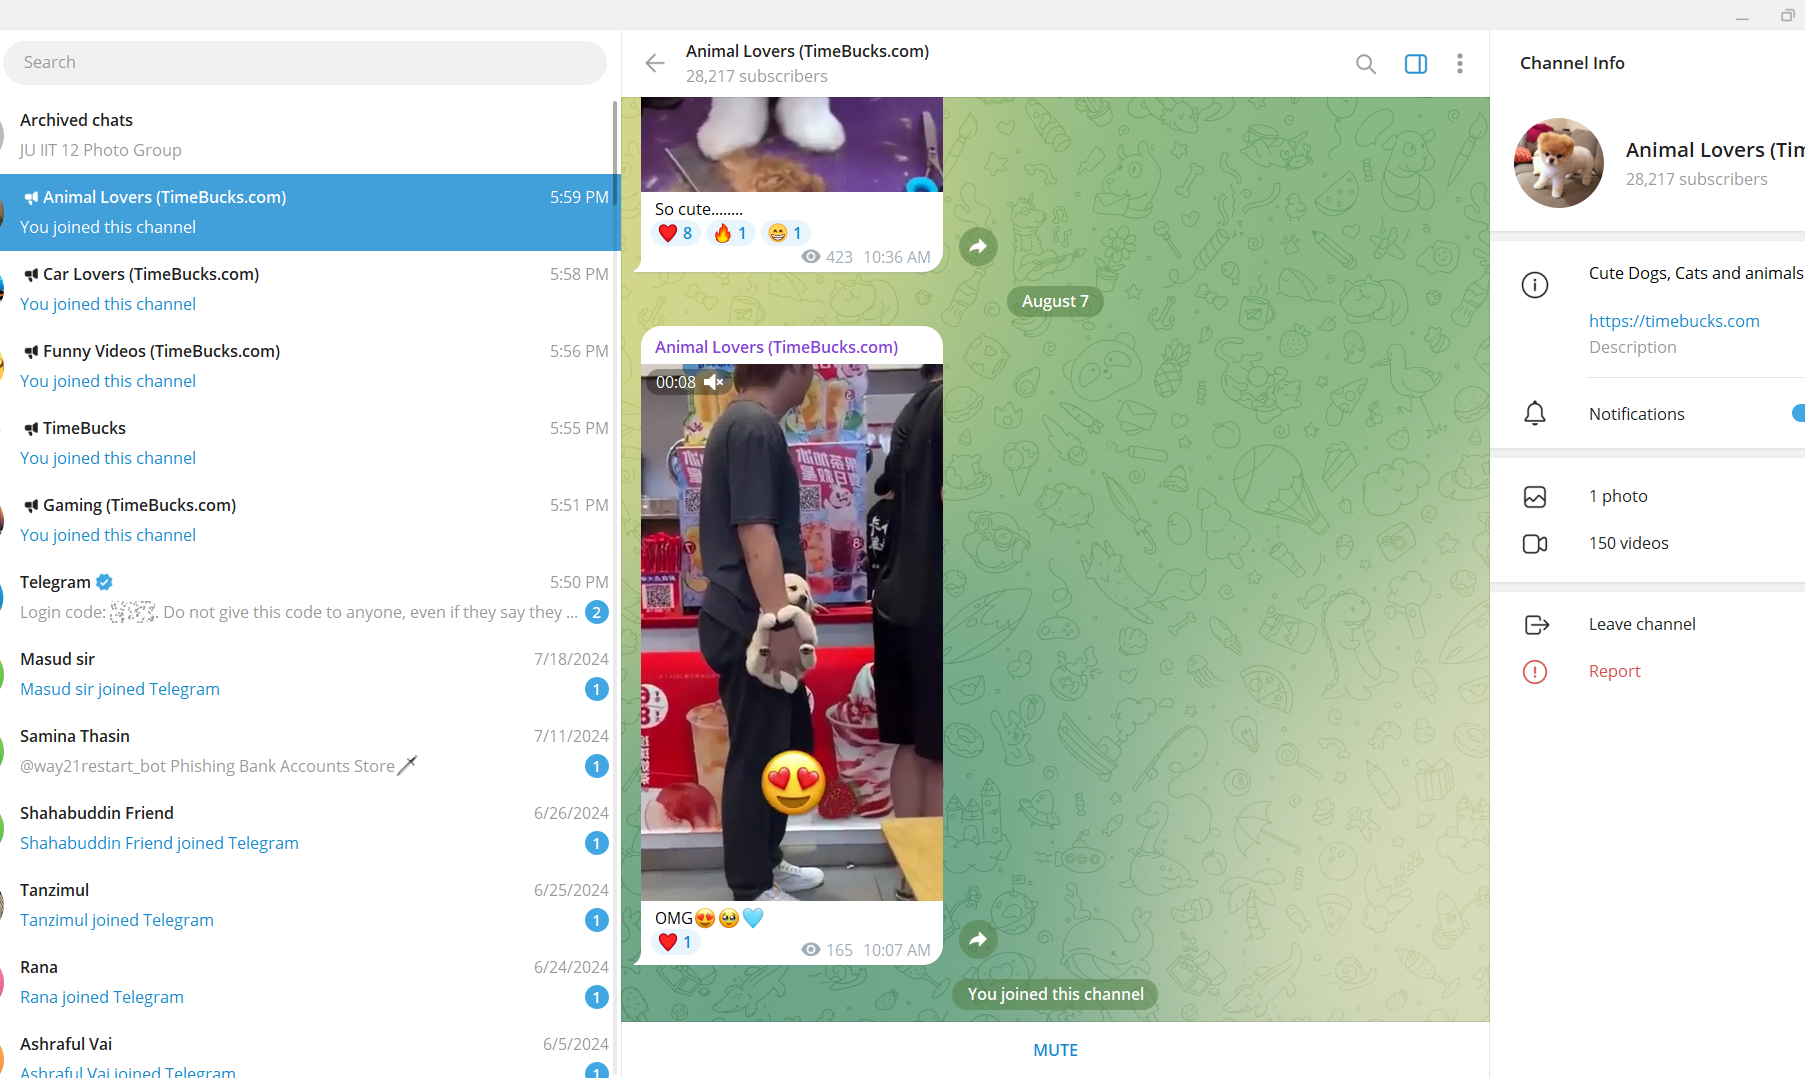 Search
Archived chats
JU IIT 12 Photo Group
Animal Lovers (TimeBucks.com) 5:59 PM
You joined this channel
Car Lovers (TimeBucks.com) 5:58 PM
You joined this channel
Funny Videos (TimeBucks.com) 5:56 PM
You joined this channel
TimeBucks 5:55 PM
You joined this channel
Gaming (TimeBucks.com) 5:51 PM
You joined this channel
Telegram 5:50 PM
Login code: . Do not give this code to anyone, even if they say they ... 2
Masud sir 7/18/2024
Masud sir joined Telegram 1
Samina Thasin 7/11/2024
@way21restart_bot Phishing Bank Accounts Store🗡 1
Shahabuddin Friend 6/26/2024
Shahabuddin Friend joined Telegram 1
Tanzimul 6/25/2024
Tanzimul joined Telegram 1
Rana 6/24/2024
Rana joined Telegram 1
Ashraful Vai 6/5/2024
Ashraful Vai joined Telegram 1
Animal Lovers (TimeBucks.com)
28,217 subscribers
So cute........
❤️ 8 🔥 1 😁 1
423 10:36 AM
August 7
Animal Lovers (TimeBucks.com)
00:08
OMG😍🥹🩵
❤️ 1
165 10:07 AM
You joined this channel
MUTE
Channel Info
Animal Lovers (Tim
28,217 subscribers
Cute Dogs, Cats and animals
https://timebucks.com
Description
Notifications
1 photo
150 videos
Leave channel
Report